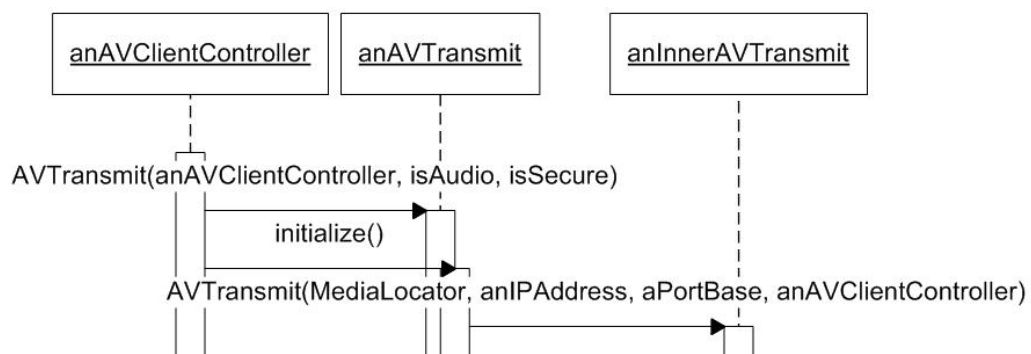 anAVClientController
anAVTransmit
anInnerAVTransmit
AVTransmit(anAVClientController, isAudio, isSecure)
initialize()
AVTransmit(MediaLocator, anIPAddress, aPortBase, anAVClientController)